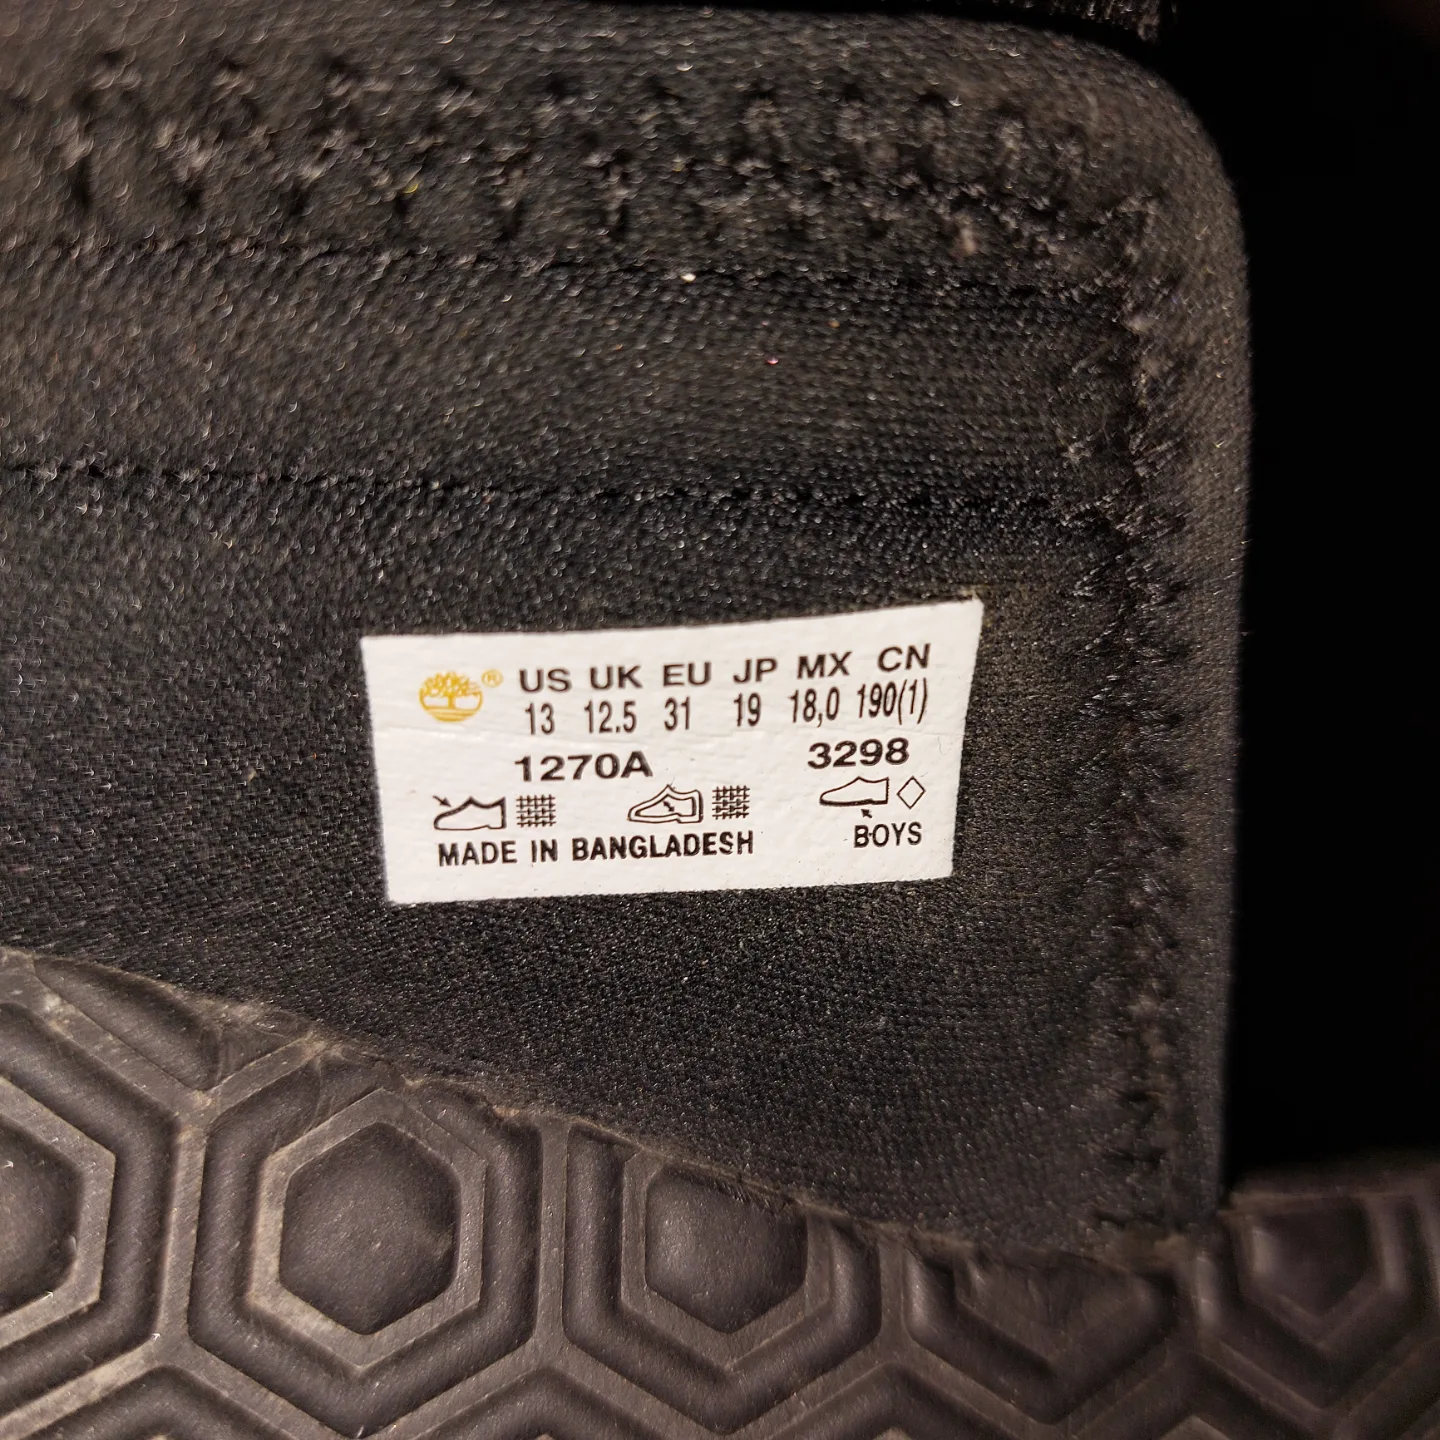 ® US UK EU JP MX CN
13 12.5 31 19 18,0 190(1)
1270A 3298
MADE IN BANGLADESH BOYS